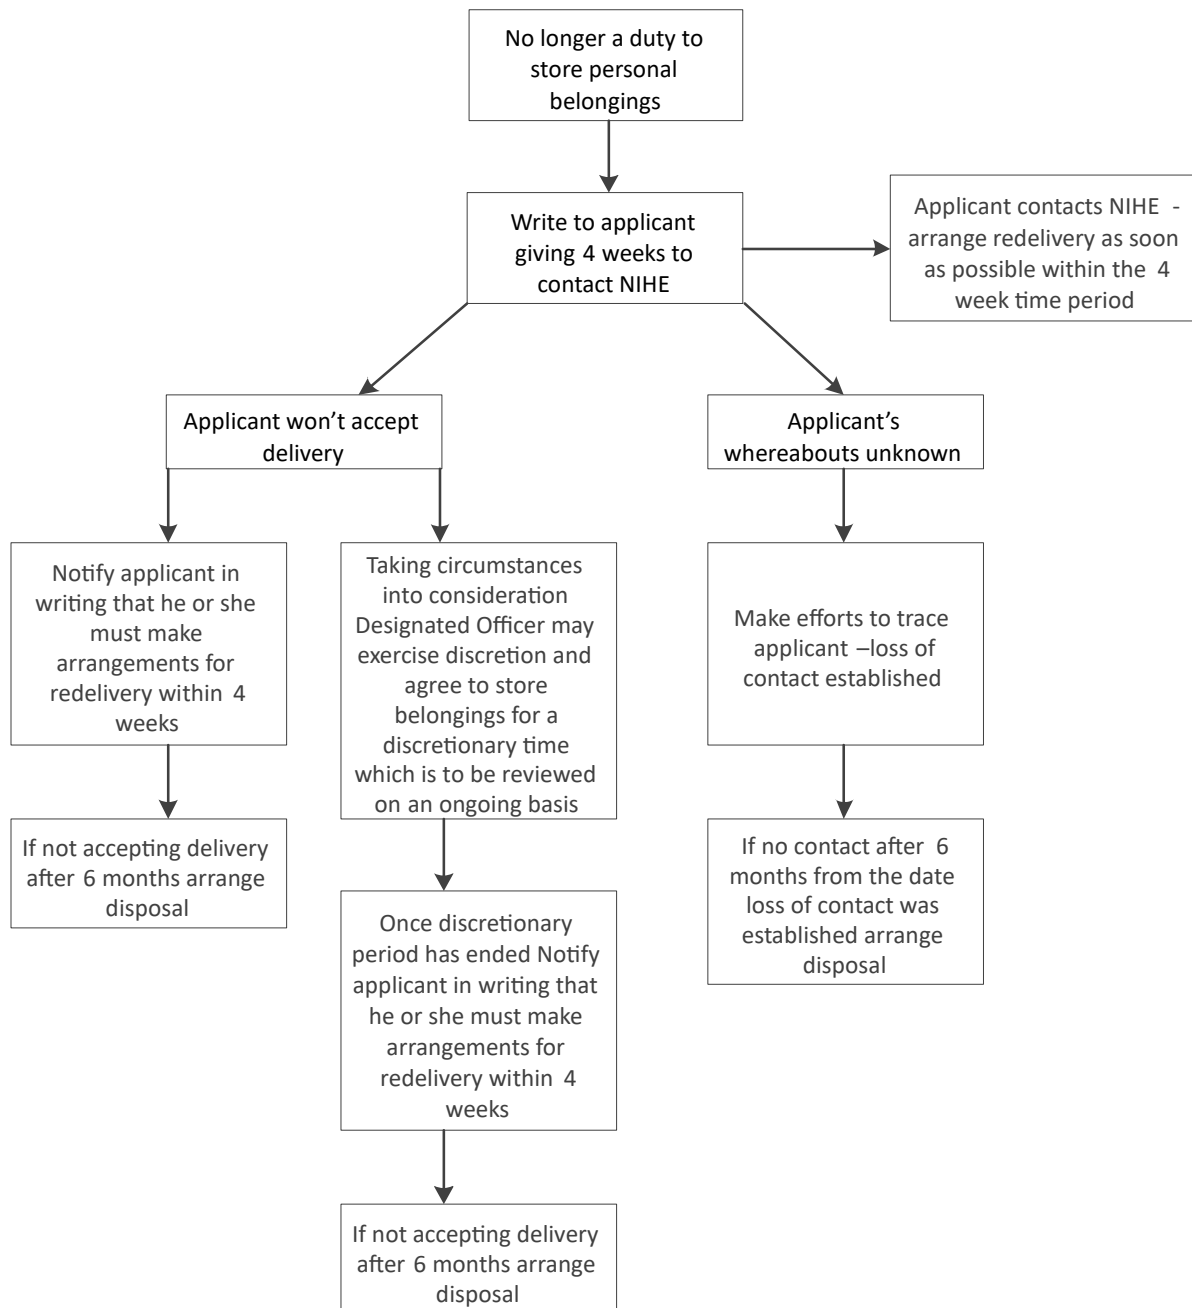 No longer a duty to
store personal
belongings
Write to applicant
giving 4 weeks to
contact NIHE
Applicant contacts NIHE -
arrange redelivery as soon
as possible within the 4
week time period
Applicant won’t accept
delivery
Applicant’s
whereabouts unknown
Notify applicant in
writing that he or she
must make
arrangements for
redelivery within 4
weeks
Taking circumstances
into consideration
Designated Officer may
exercise discretion and
agree to store
belongings for a
discretionary time
which is to be reviewed
on an ongoing basis
Make efforts to trace
applicant –loss of
contact established
If not accepting delivery
after 6 months arrange
disposal
If no contact after 6
months from the date
loss of contact was
established arrange
disposal
Once discretionary
period has ended Notify
applicant in writing that
he or she must make
arrangements for
redelivery within 4
weeks
If not accepting delivery
after 6 months arrange
disposal